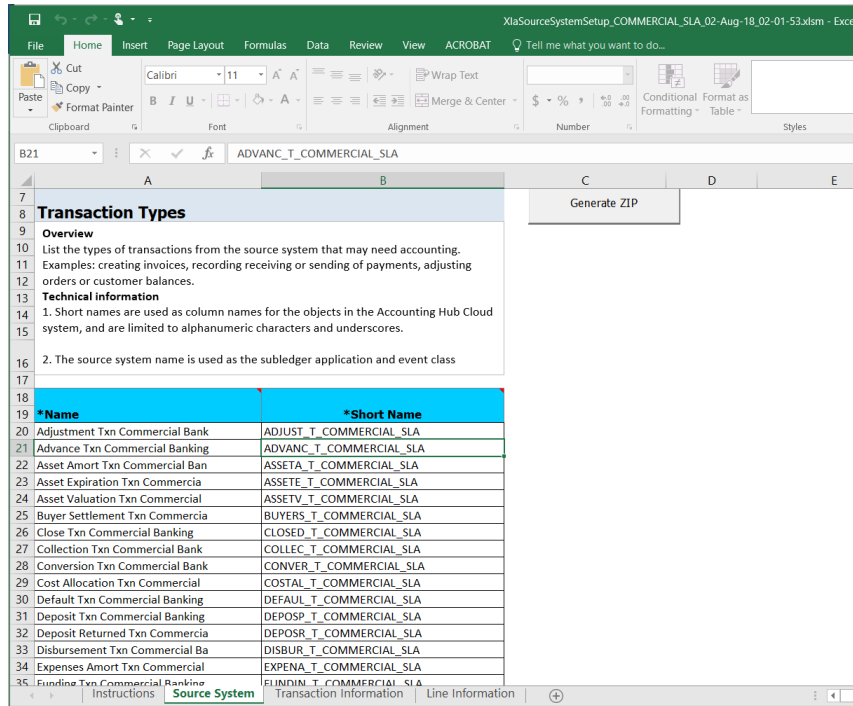 XlaSourceSystemSetup_COMMERCIAL_SLA_02-Aug-18_02-01-53.xlsm - Exce
File Home Insert Page Layout Formulas Data Review View ACROBAT Tell me what you want to do...
Cut
Copy
Format Painter
Paste
Calibri 11 A A
B I U A
Wrap Text
Merge & Center
$ % , .0 .00 .00 .0
Conditional Formatting
Format as Table
Clipboard Font Alignment Number Styles
B21 fx ADVANC_T_COMMERCIAL_SLA
A B C D E
7
Generate ZIP
8 Transaction Types
9 Overview
10 List the types of transactions from the source system that may need accounting.
11 Examples: creating invoices, recording receiving or sending of payments, adjusting
12 orders or customer balances.
13 Technical information
14 1. Short names are used as column names for the objects in the Accounting Hub Cloud
15 system, and are limited to alphanumeric characters and underscores.
16 2. The source system name is used as the subledger application and event class
17
18
19 *Name *Short Name
20 Adjustment Txn Commercial Bank ADJUST_T_COMMERCIAL_SLA
21 Advance Txn Commercial Banking ADVANC_T_COMMERCIAL_SLA
22 Asset Amort Txn Commercial Ban ASSETA_T_COMMERCIAL_SLA
23 Asset Expiration Txn Commercia ASSETE_T_COMMERCIAL_SLA
24 Asset Valuation Txn Commercial ASSETV_T_COMMERCIAL_SLA
25 Buyer Settlement Txn Commercia BUYERS_T_COMMERCIAL_SLA
26 Close Txn Commercial Banking CLOSED_T_COMMERCIAL_SLA
27 Collection Txn Commercial Bank COLLEC_T_COMMERCIAL_SLA
28 Conversion Txn Commercial Bank CONVER_T_COMMERCIAL_SLA
29 Cost Allocation Txn Commercial COSTAL_T_COMMERCIAL_SLA
30 Default Txn Commercial Banking DEFAUL_T_COMMERCIAL_SLA
31 Deposit Txn Commercial Banking DEPOSP_T_COMMERCIAL_SLA
32 Deposit Returned Txn Commercia DEPOSR_T_COMMERCIAL_SLA
33 Disbursement Txn Commercial Ba DISBUR_T_COMMERCIAL_SLA
34 Expenses Amort Txn Commercial EXPENA_T_COMMERCIAL_SLA
35 Funding Txn Commercial Banking FUNDIN_T_COMMERCIAL_SLA
Instructions Source System Transaction Information Line Information